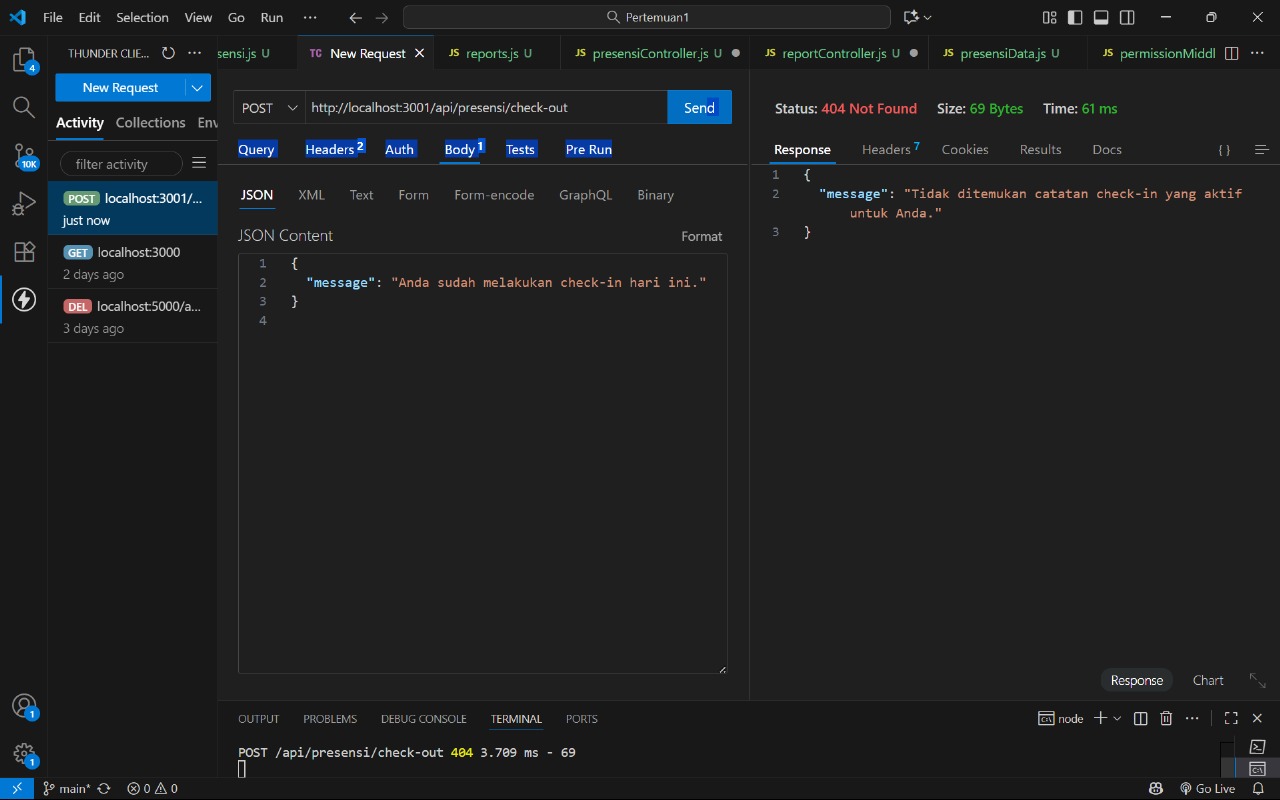 File Edit Selection View Go Run ···
Pertemuan1
THUNDER CLIE... ···
ensi.js U
TC New Request
JS reports.js U
JS presensiController.js U
JS reportController.js U
JS presensiData.js U
JS permissionMiddl ···
4
10K
1
1
New Request
Activity Collections Env
filter activity
POST localhost:3001/...
just now
GET localhost:3000
2 days ago
DEL localhost:5000/a...
3 days ago
POST http://localhost:3001/api/presensi/check-out Send
Query Headers 2 Auth Body 1 Tests Pre Run
JSON XML Text Form Form-encode GraphQL Binary
JSON Content Format
1 {
2 "message": "Anda sudah melakukan check-in hari ini."
3 }
4
Status: 404 Not Found Size: 69 Bytes Time: 61 ms
Response Headers 7 Cookies Results Docs { }
1 {
2 "message": "Tidak ditemukan catatan check-in yang aktif
untuk Anda."
3 }
Response Chart
OUTPUT PROBLEMS DEBUG CONSOLE TERMINAL PORTS
node ···
POST /api/presensi/check-out 404 3.709 ms - 69
main* 0 0 Go Live